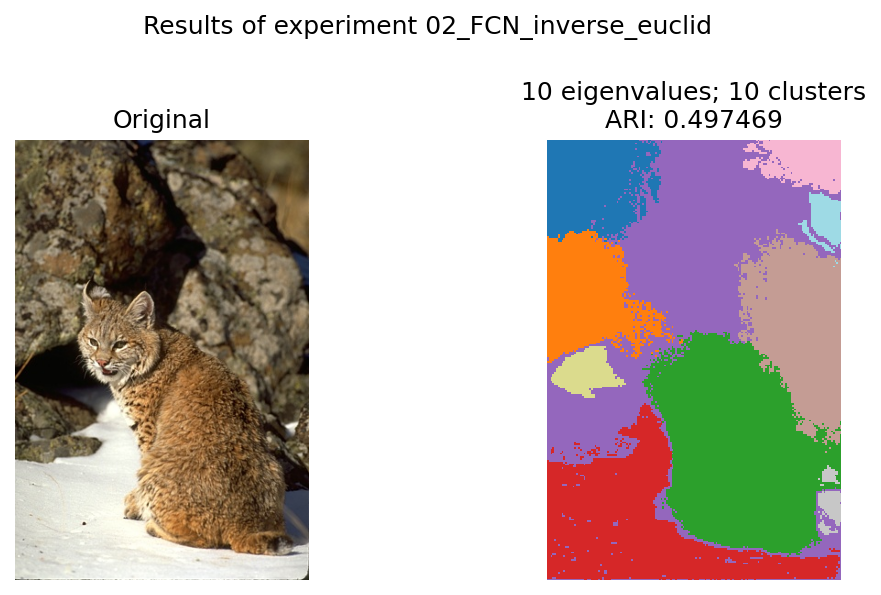 Results of experiment 02_FCN_inverse_euclid
Original
10 eigenvalues; 10 clusters
ARI: 0.497469